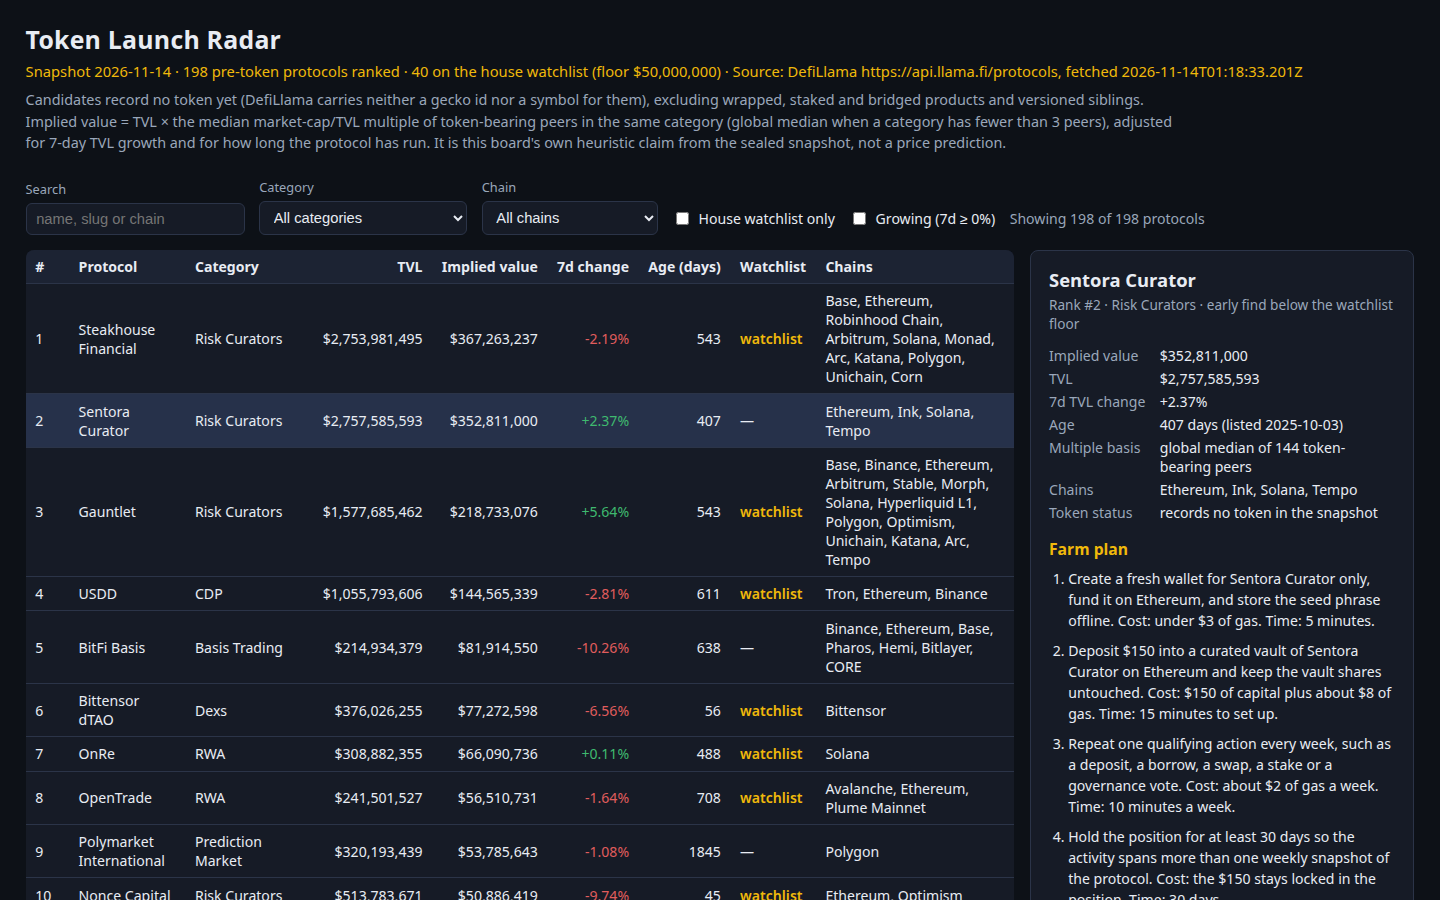 Token Launch Radar
Snapshot 2026-11-14 · 198 pre-token protocols ranked · 40 on the house watchlist (floor $50,000,000) · Source: DefiLlama https://api.llama.fi/protocols, fetched 2026-11-14T01:18:33.201Z
Candidates record no token yet (DefiLlama carries neither a gecko id nor a symbol for them), excluding wrapped, staked and bridged products and versioned siblings.
Implied value = TVL × the median market-cap/TVL multiple of token-bearing peers in the same category (global median when a category has fewer than 3 peers), adjusted
for 7-day TVL growth and for how long the protocol has run. It is this board's own heuristic claim from the sealed snapshot, not a price prediction.
Search
Category
Chain
name, slug or chain
All categories
All chains
House watchlist only
Growing (7d ≥ 0%)
Showing 198 of 198 protocols
# Protocol Category TVL Implied value 7d change Age (days) Watchlist Chains
1 Steakhouse Financial Risk Curators $2,753,981,495 $367,263,237 -2.19% 543 watchlist Base, Ethereum,
Robinhood Chain,
Arbitrum, Solana, Monad,
Arc, Katana, Polygon,
Unichain, Corn
2 Sentora Curator Risk Curators $2,757,585,593 $352,811,000 +2.37% 407 — Ethereum, Ink, Solana,
Tempo
3 Gauntlet Risk Curators $1,577,685,462 $218,733,076 +5.64% 543 watchlist Base, Binance, Ethereum,
Arbitrum, Stable, Morph,
Solana, Hyperliquid L1,
Polygon, Optimism,
Unichain, Katana, Arc,
Tempo
4 USDD CDP $1,055,793,606 $144,565,339 -2.81% 611 watchlist Tron, Ethereum, Binance
5 BitFi Basis Basis Trading $214,934,379 $81,914,550 -10.26% 638 — Binance, Ethereum, Base,
Pharos, Hemi, Bitlayer,
CORE
6 Bittensor dTAO Dexs $376,026,255 $77,272,598 -6.56% 56 watchlist Bittensor
7 OnRe RWA $308,882,355 $66,090,736 +0.11% 488 watchlist Solana
8 OpenTrade RWA $241,501,527 $56,510,731 -1.64% 708 watchlist Avalanche, Ethereum,
Plume Mainnet
9 Polymarket International Prediction Market $320,193,439 $53,785,643 -1.08% 1845 — Polygon
10 Nonce Capital Risk Curators $513,783,671 $50,886,419 -9.74% 45 watchlist Ethereum, Optimism
Sentora Curator
Rank #2 · Risk Curators · early find below the watchlist
floor
Implied value $352,811,000
TVL $2,757,585,593
7d TVL change +2.37%
Age 407 days (listed 2025-10-03)
Multiple basis global median of 144 token-
bearing peers
Chains Ethereum, Ink, Solana, Tempo
Token status records no token in the snapshot
Farm plan
1. Create a fresh wallet for Sentora Curator only,
fund it on Ethereum, and store the seed phrase
offline. Cost: under $3 of gas. Time: 5 minutes.
2. Deposit $150 into a curated vault of Sentora
Curator on Ethereum and keep the vault shares
untouched. Cost: $150 of capital plus about $8 of
gas. Time: 15 minutes to set up.
3. Repeat one qualifying action every week, such as
a deposit, a borrow, a swap, a stake or a
governance vote. Cost: about $2 of gas a week.
Time: 10 minutes a week.
4. Hold the position for at least 30 days so the
activity spans more than one weekly snapshot of
the protocol. Cost: the $150 stays locked in the
position. Time: 30 days.